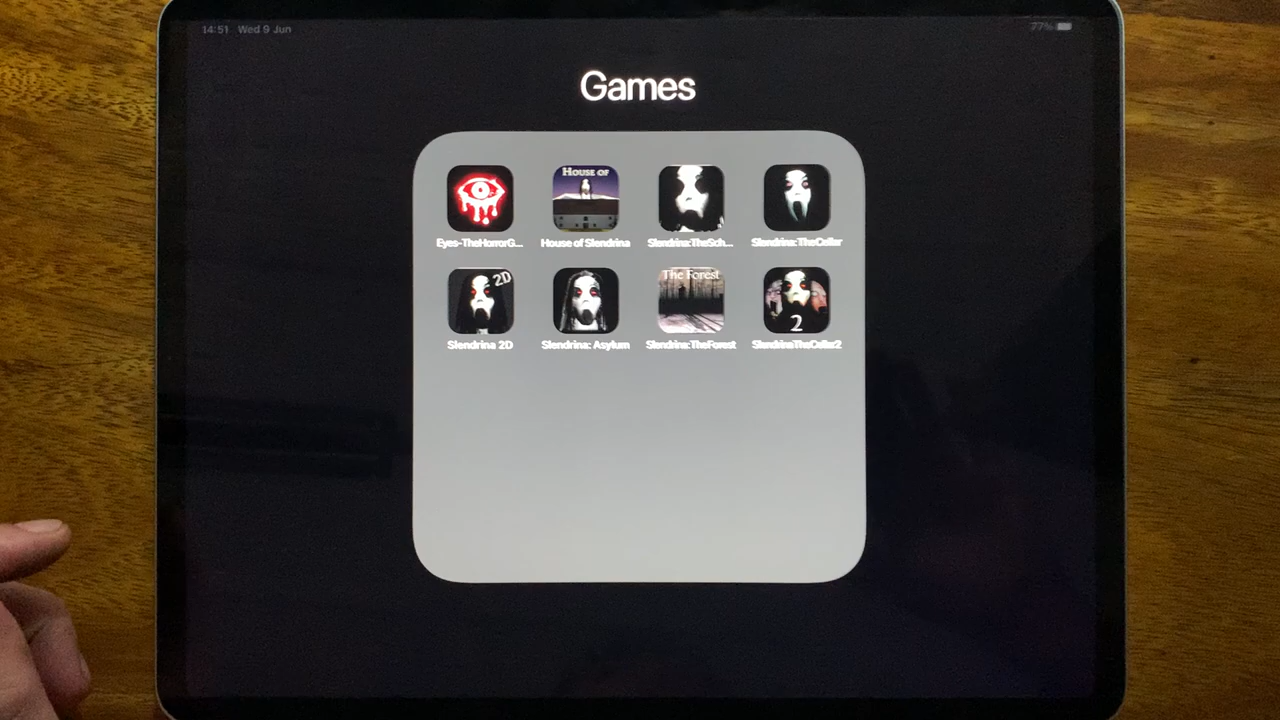 14:51 Wed 9 Jun
77%
Games
HOUSE OF
Eyes-TheHorrorG...
House of Slendrina
Slendrina:TheSch...
Slendrina:TheCellar
2D
The Forest
2
Slendrina 2D
Slendrina: Asylum
Slendrina:TheForest
SlendrinaTheCellar2